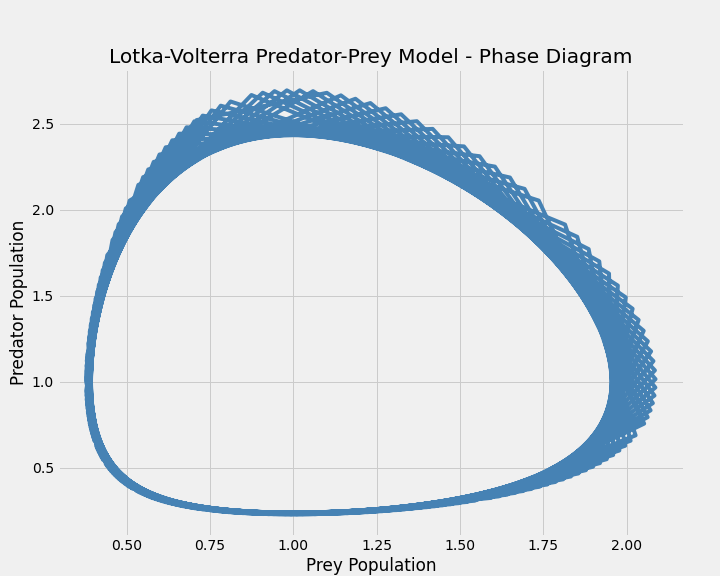 Lotka-Volterra Predator-Prey Model - Phase Diagram
Predator Population
2.5
2.0
1.5
1.0
0.5
0.50 0.75 1.00 1.25 1.50 1.75 2.00
Prey Population